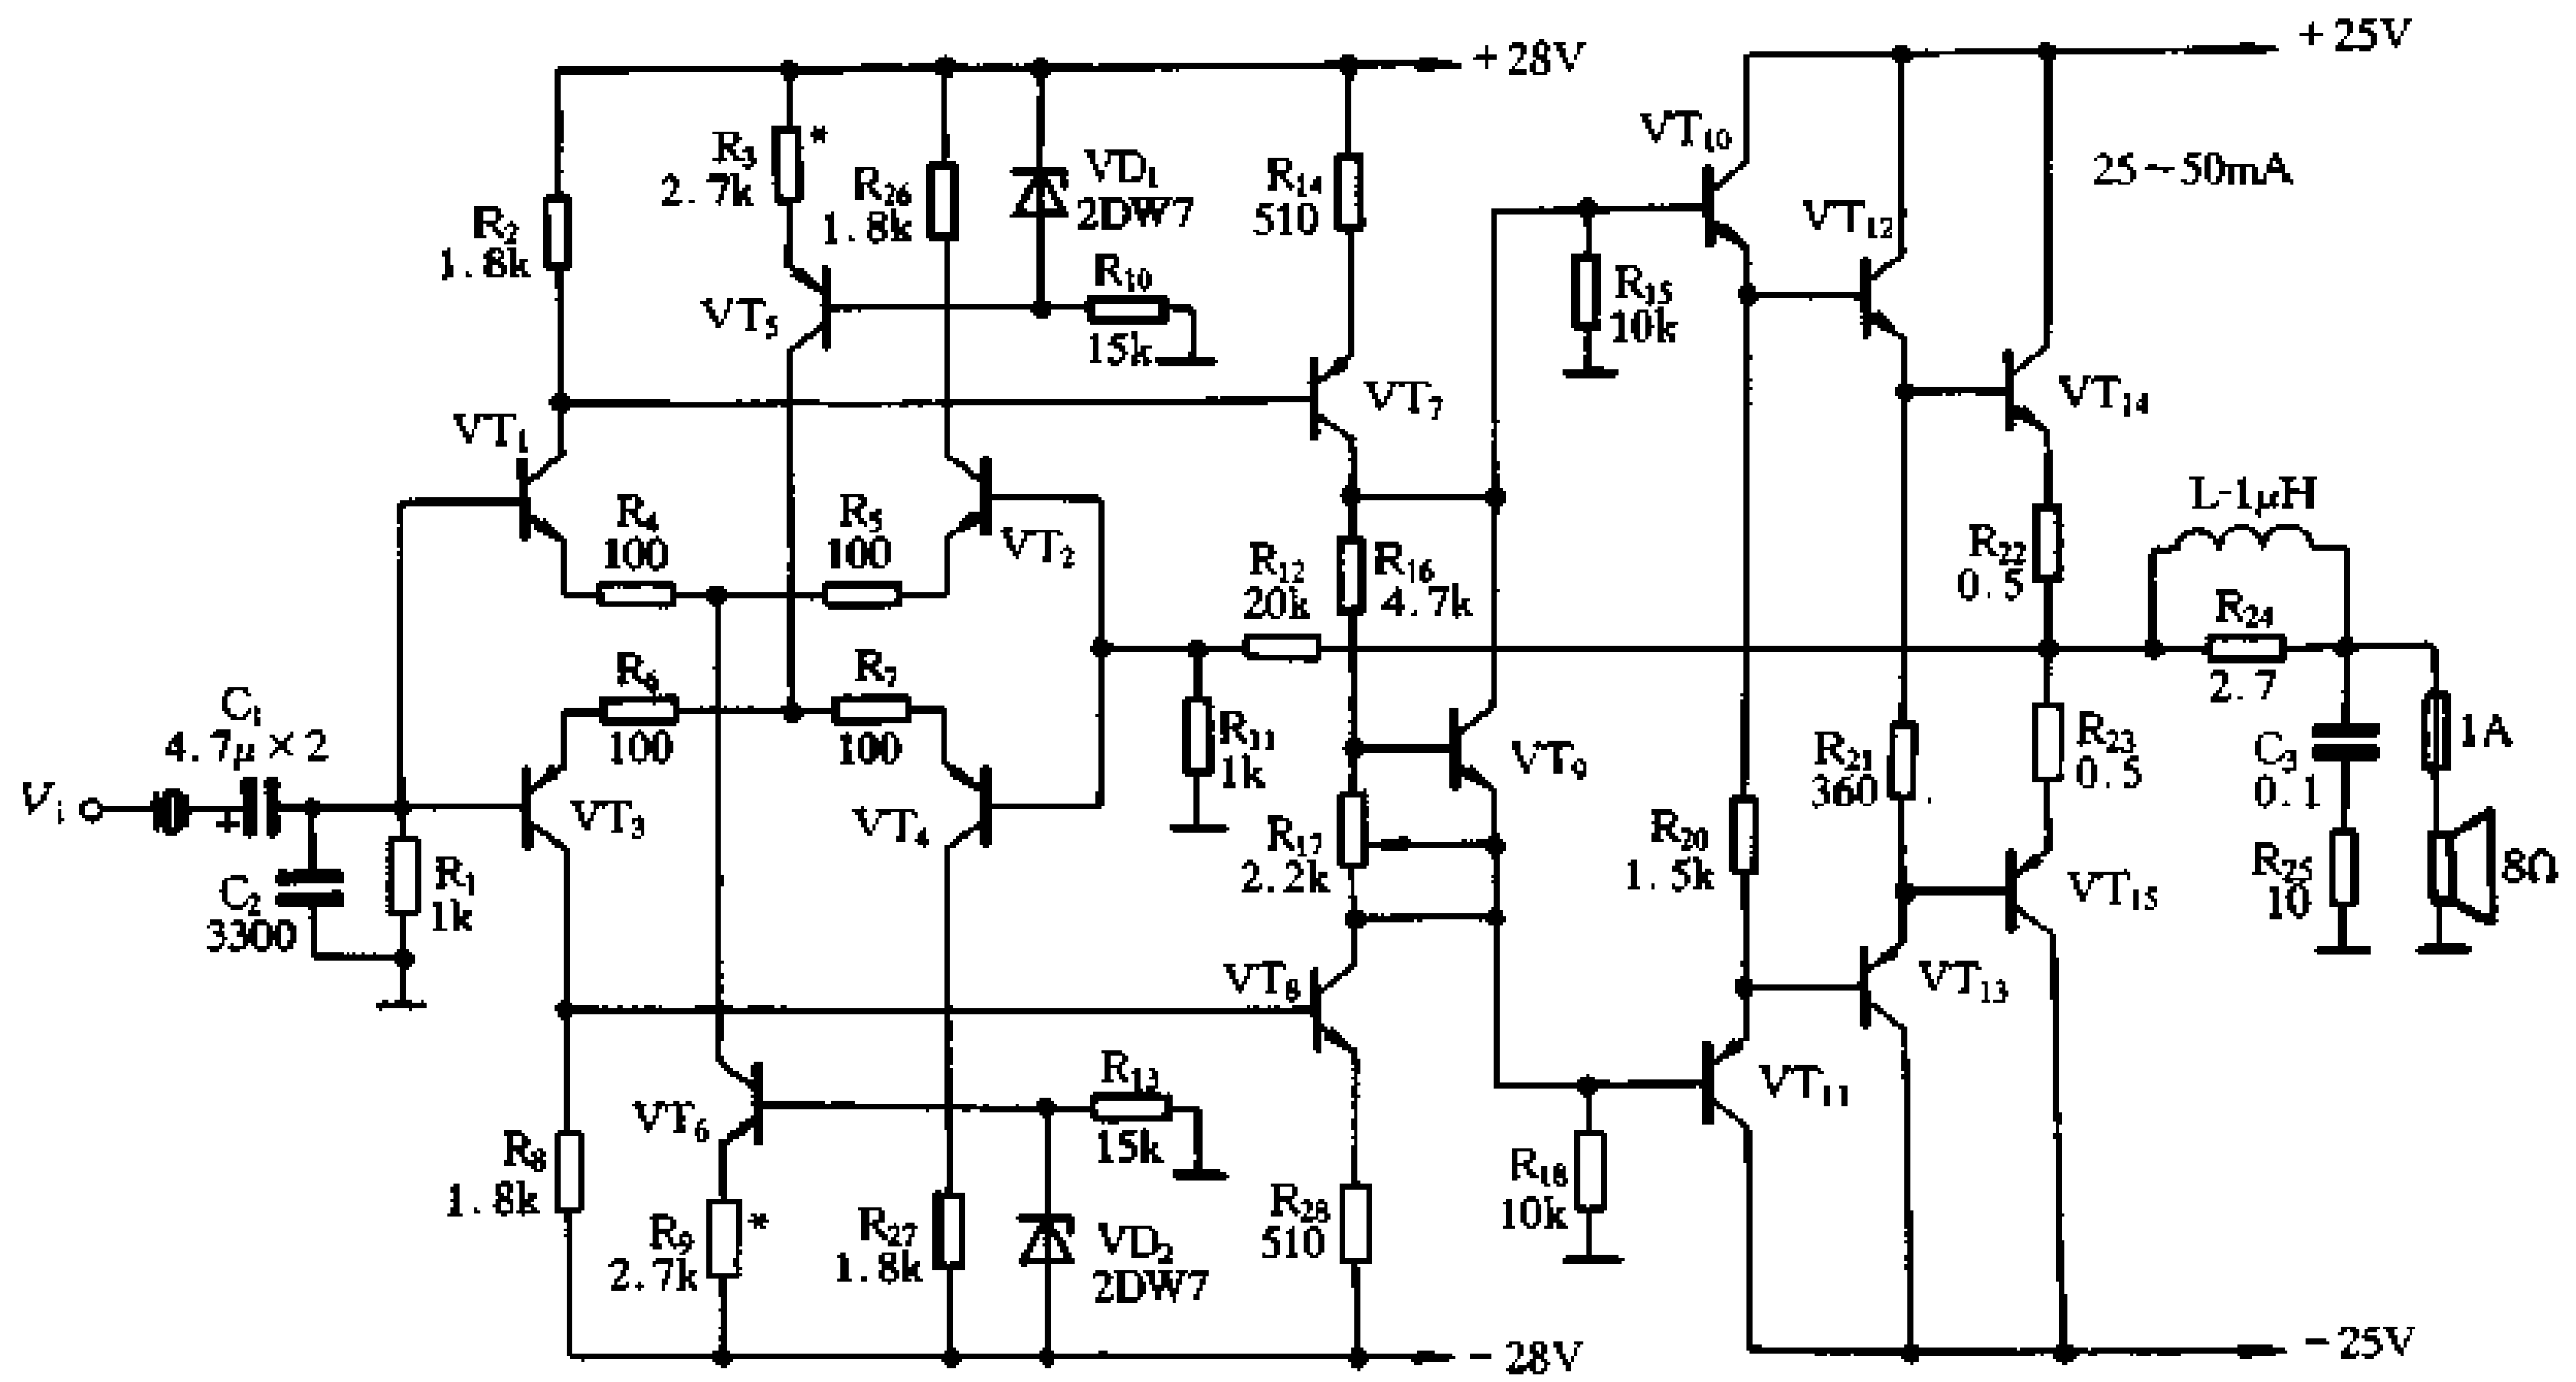 +25V
+28V
VT₁₀
R₃ *
2.7k
VD₁
2DW7
R₁₄
510
25~50mA
R₂₆
1.8k
R₂
1.8k
VT₁₂
VT₅
R₁₀
15k
R₁₅
10k
VT₇
VT₁₄
VT₁
R₄
100
R₅
100
VT₂
R₁₂
20k
R₁₆
4.7k
L-1μH
R₂₂
0.5
R₂₄
2.7
R₆
100
R₇
100
C₁
4.7μ×2
R₁₁
1k
VT₉
R₂₁
360
R₂₃
0.5
C₃
0.1
1A
Vᵢ
VT₃
VT₄
R₁₇
2.2k
R₂₀
1.5k
R₂₅
10
8Ω
C₂
3300
R₁
1k
VT₁₅
VT₈
VT₁₃
R₁₃
15k
VT₆
VT₁₁
R₈
1.8k
R₉ *
2.7k
R₂₇
1.8k
VD₂
2DW7
R₂₈
510
R₁₈
10k
-28V
-25V